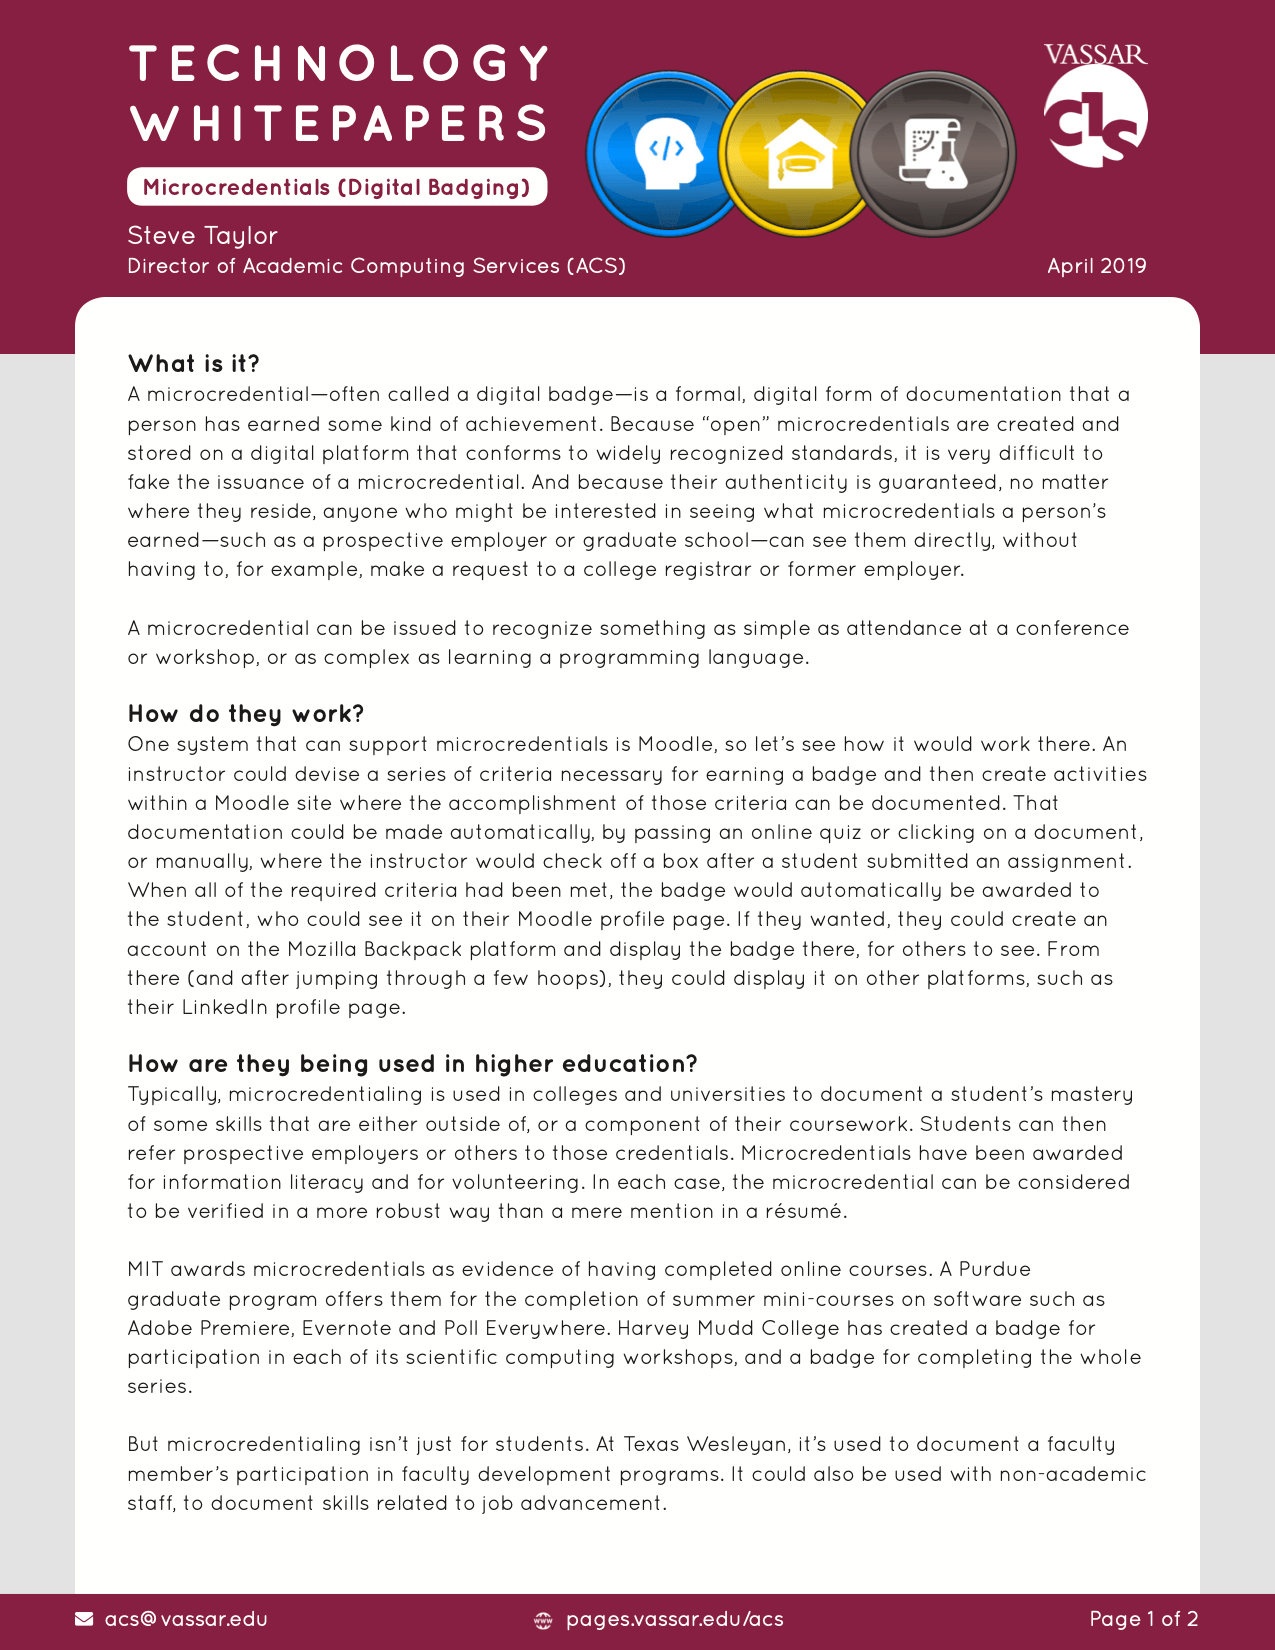 TECHNOLOGY
WHITEPAPERS
Microcredentials (Digital Badging)
</>
VASSAR
cis
Steve Taylor
Director of Academic Computing Services (ACS)
April 2019
What is it?
A microcredential—often called a digital badge—is a formal, digital form of documentation that a
person has earned some kind of achievement. Because “open” microcredentials are created and
stored on a digital platform that conforms to widely recognized standards, it is very difficult to
fake the issuance of a microcredential. And because their authenticity is guaranteed, no matter
where they reside, anyone who might be interested in seeing what microcredentials a person’s
earned—such as a prospective employer or graduate school—can see them directly, without
having to, for example, make a request to a college registrar or former employer.
A microcredential can be issued to recognize something as simple as attendance at a conference
or workshop, or as complex as learning a programming language.
How do they work?
One system that can support microcredentials is Moodle, so let’s see how it would work there. An
instructor could devise a series of criteria necessary for earning a badge and then create activities
within a Moodle site where the accomplishment of those criteria can be documented. That
documentation could be made automatically, by passing an online quiz or clicking on a document,
or manually, where the instructor would check off a box after a student submitted an assignment.
When all of the required criteria had been met, the badge would automatically be awarded to
the student, who could see it on their Moodle profile page. If they wanted, they could create an
account on the Mozilla Backpack platform and display the badge there, for others to see. From
there (and after jumping through a few hoops), they could display it on other platforms, such as
their LinkedIn profile page.
How are they being used in higher education?
Typically, microcredentialing is used in colleges and universities to document a student’s mastery
of some skills that are either outside of, or a component of their coursework. Students can then
refer prospective employers or others to those credentials. Microcredentials have been awarded
for information literacy and for volunteering. In each case, the microcredential can be considered
to be verified in a more robust way than a mere mention in a résumé.
MIT awards microcredentials as evidence of having completed online courses. A Purdue
graduate program offers them for the completion of summer mini-courses on software such as
Adobe Premiere, Evernote and Poll Everywhere. Harvey Mudd College has created a badge for
participation in each of its scientific computing workshops, and a badge for completing the whole
series.
But microcredentialing isn’t just for students. At Texas Wesleyan, it’s used to document a faculty
member’s participation in faculty development programs. It could also be used with non-academic
staff, to document skills related to job advancement.
acs@vassar.edu
www
pages.vassar.edu/acs
Page 1 of 2